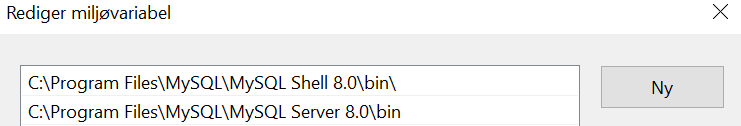 Rediger miljøvariabel
C:\Program Files\MySQL\MySQL Shell 8.0\bin\
Ny
C:\Program Files\MySQL\MySQL Server 8.0\bin